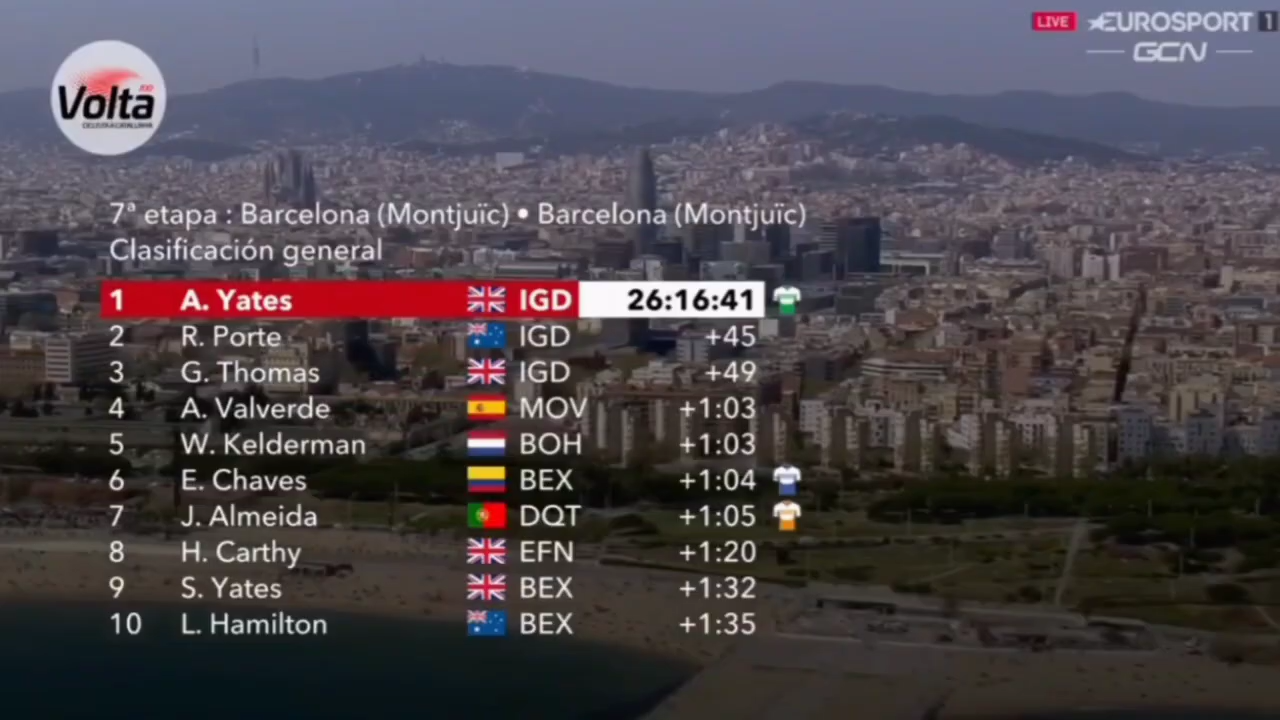 LIVE EUROSPORT 1
GCN
100
Volta
CICLISTA A CATALUNYA
7ª etapa : Barcelona (Montjuïc) • Barcelona (Montjuïc)
Clasificación general
1 A. Yates IGD 26:16:41
2 R. Porte IGD +45
3 G. Thomas IGD +49
4 A. Valverde MOV +1:03
5 W. Kelderman BOH +1:03
6 E. Chaves BEX +1:04
7 J. Almeida DQT +1:05
8 H. Carthy EFN +1:20
9 S. Yates BEX +1:32
10 L. Hamilton BEX +1:35